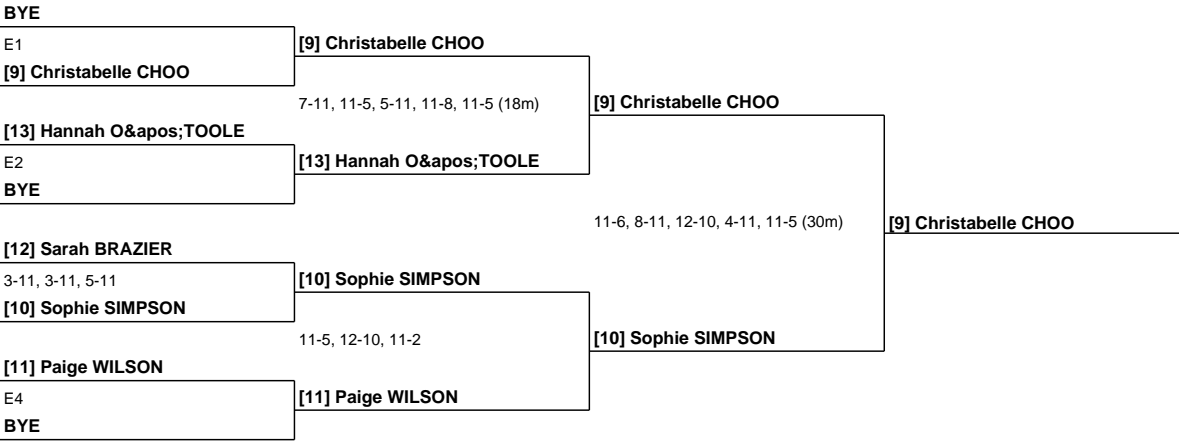 BYE
E1
[9] Christabelle CHOO
[13] Hannah O&apos;TOOLE
E2
BYE
[12] Sarah BRAZIER
3-11, 3-11, 5-11
[10] Sophie SIMPSON
[11] Paige WILSON
E4
BYE
[9] Christabelle CHOO
7-11, 11-5, 5-11, 11-8, 11-5 (18m)
[13] Hannah O&apos;TOOLE
[10] Sophie SIMPSON
11-5, 12-10, 11-2
[11] Paige WILSON
[9] Christabelle CHOO
11-6, 8-11, 12-10, 4-11, 11-5 (30m)
[10] Sophie SIMPSON
[9] Christabelle CHOO